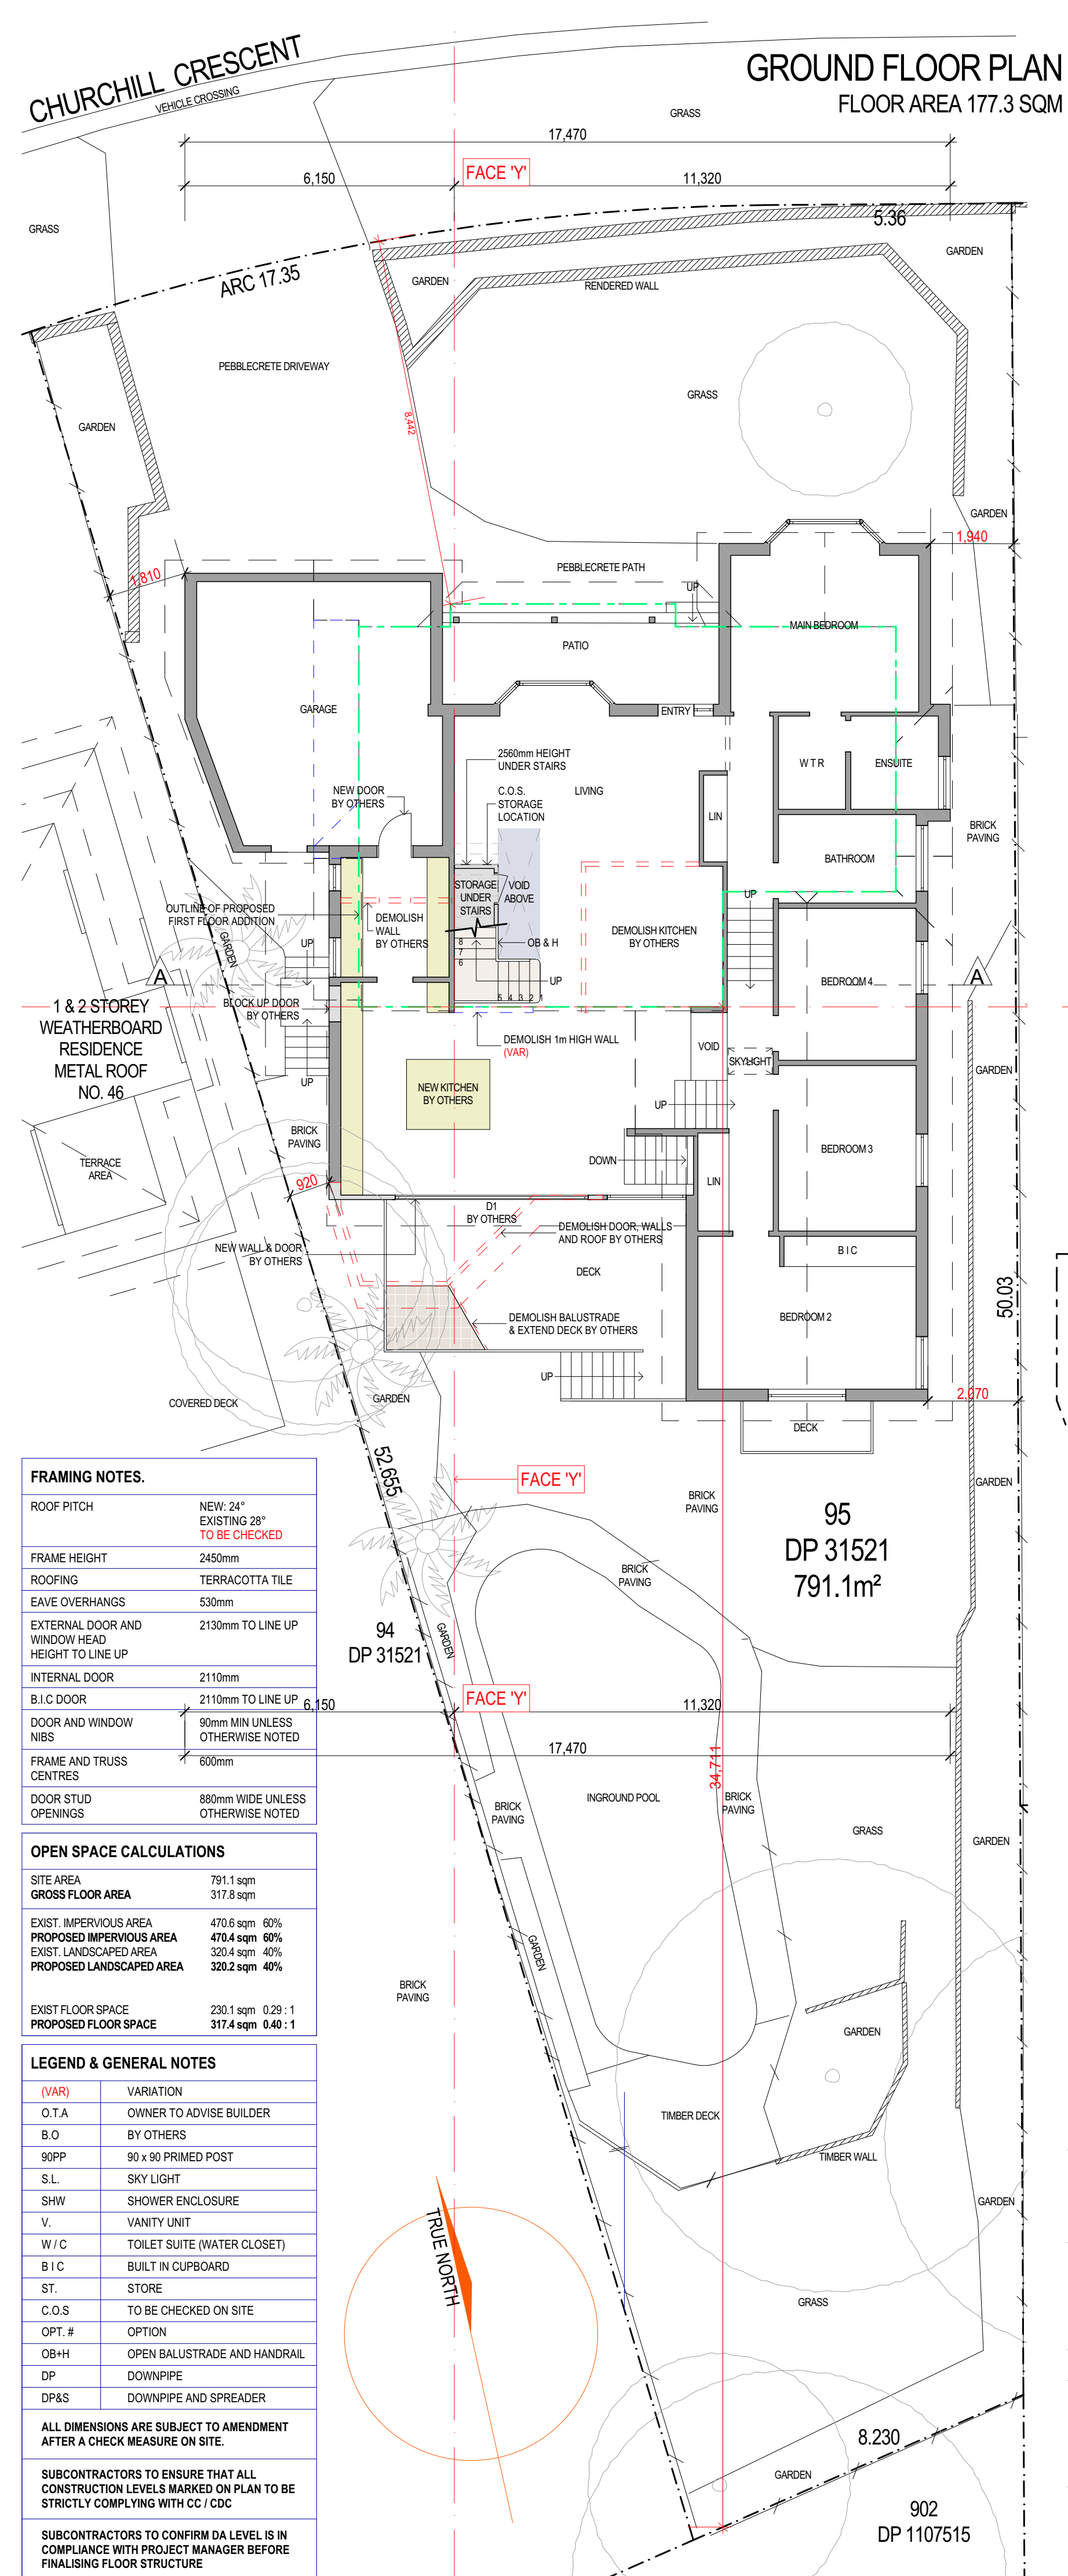 CHURCHILL CRESCENT
VEHICLE CROSSING
GROUND FLOOR PLAN
FLOOR AREA 177.3 SQM
GRASS
17,470
FACE 'Y'
6,150
11,320
GRASS
5.36
GARDEN
ARC 17.35
GARDEN
RENDERED WALL
PEBBLECRETE DRIVEWAY
GRASS
8,442
GARDEN
GARDEN
1,940
PEBBLECRETE PATH
1,810
UP
MAIN BEDROOM
PATIO
GARAGE
ENTRY
2560mm HEIGHT
UNDER STAIRS
W T R
ENSUITE
NEW DOOR
BY OTHERS
C.O.S.
STORAGE
LOCATION
LIVING
LIN
BRICK
PAVING
BATHROOM
STORAGE
UNDER
STAIRS
VOID
ABOVE
UP
OUTLINE OF PROPOSED
FIRST FLOOR ADDITION
DEMOLISH
WALL
BY OTHERS
DEMOLISH KITCHEN
BY OTHERS
GARDEN
UP
8
7
6
OB & H
A
UP
BEDROOM 4
A
5 4 3 2 1
BLOCK UP DOOR
BY OTHERS
1 & 2 STOREY
WEATHERBOARD
RESIDENCE
METAL ROOF
NO. 46
DEMOLISH 1m HIGH WALL
(VAR)
VOID
SKYLIGHT
GARDEN
UP
NEW KITCHEN
BY OTHERS
UP
BRICK
PAVING
BEDROOM 3
TERRACE
AREA
DOWN
LIN
920
D1
BY OTHERS
DEMOLISH DOOR, WALLS
AND ROOF BY OTHERS
NEW WALL & DOOR
BY OTHERS
B I C
DECK
50.03
DEMOLISH BALUSTRADE
& EXTEND DECK BY OTHERS
BEDROOM 2
UP
COVERED DECK
GARDEN
2,070
DECK
52.655
FRAMING NOTES.
ROOF PITCH NEW: 24°
EXISTING 28°
TO BE CHECKED
FRAME HEIGHT 2450mm
ROOFING TERRACOTTA TILE
EAVE OVERHANGS 530mm
EXTERNAL DOOR AND 2130mm TO LINE UP
WINDOW HEAD
HEIGHT TO LINE UP
INTERNAL DOOR 2110mm
B.I.C DOOR 2110mm TO LINE UP
DOOR AND WINDOW 90mm MIN UNLESS
NIBS OTHERWISE NOTED
FRAME AND TRUSS 600mm
CENTRES
DOOR STUD 880mm WIDE UNLESS
OPENINGS OTHERWISE NOTED
FACE 'Y'
BRICK
PAVING
GARDEN
95
DP 31521
791.1m²
BRICK
PAVING
94
DP 31521
GARDEN
6,150
FACE 'Y'
11,320
17,470
34,711
INGROUND POOL
BRICK
PAVING
BRICK
PAVING
GRASS
GARDEN
OPEN SPACE CALCULATIONS
SITE AREA 791.1 sqm
GROSS FLOOR AREA 317.8 sqm
EXIST. IMPERVIOUS AREA 470.6 sqm 60%
PROPOSED IMPERVIOUS AREA 470.4 sqm 60%
EXIST. LANDSCAPED AREA 320.4 sqm 40%
PROPOSED LANDSCAPED AREA 320.2 sqm 40%
EXIST FLOOR SPACE 230.1 sqm 0.29 : 1
PROPOSED FLOOR SPACE 317.4 sqm 0.40 : 1
GARDEN
BRICK
PAVING
GARDEN
TIMBER DECK
TIMBER WALL
GARDEN
LEGEND & GENERAL NOTES
(VAR) VARIATION
O.T.A OWNER TO ADVISE BUILDER
B.O BY OTHERS
90PP 90 x 90 PRIMED POST
S.L. SKY LIGHT
SHW SHOWER ENCLOSURE
V. VANITY UNIT
W / C TOILET SUITE (WATER CLOSET)
B I C BUILT IN CUPBOARD
ST. STORE
C.O.S TO BE CHECKED ON SITE
OPT. # OPTION
OB+H OPEN BALUSTRADE AND HANDRAIL
DP DOWNPIPE
DP&S DOWNPIPE AND SPREADER
ALL DIMENSIONS ARE SUBJECT TO AMENDMENT
AFTER A CHECK MEASURE ON SITE.
SUBCONTRACTORS TO ENSURE THAT ALL
CONSTRUCTION LEVELS MARKED ON PLAN TO BE
STRICTLY COMPLYING WITH CC / CDC
SUBCONTRACTORS TO CONFIRM DA LEVEL IS IN
COMPLIANCE WITH PROJECT MANAGER BEFORE
FINALISING FLOOR STRUCTURE
TRUE NORTH
GRASS
8.230
GARDEN
902
DP 1107515